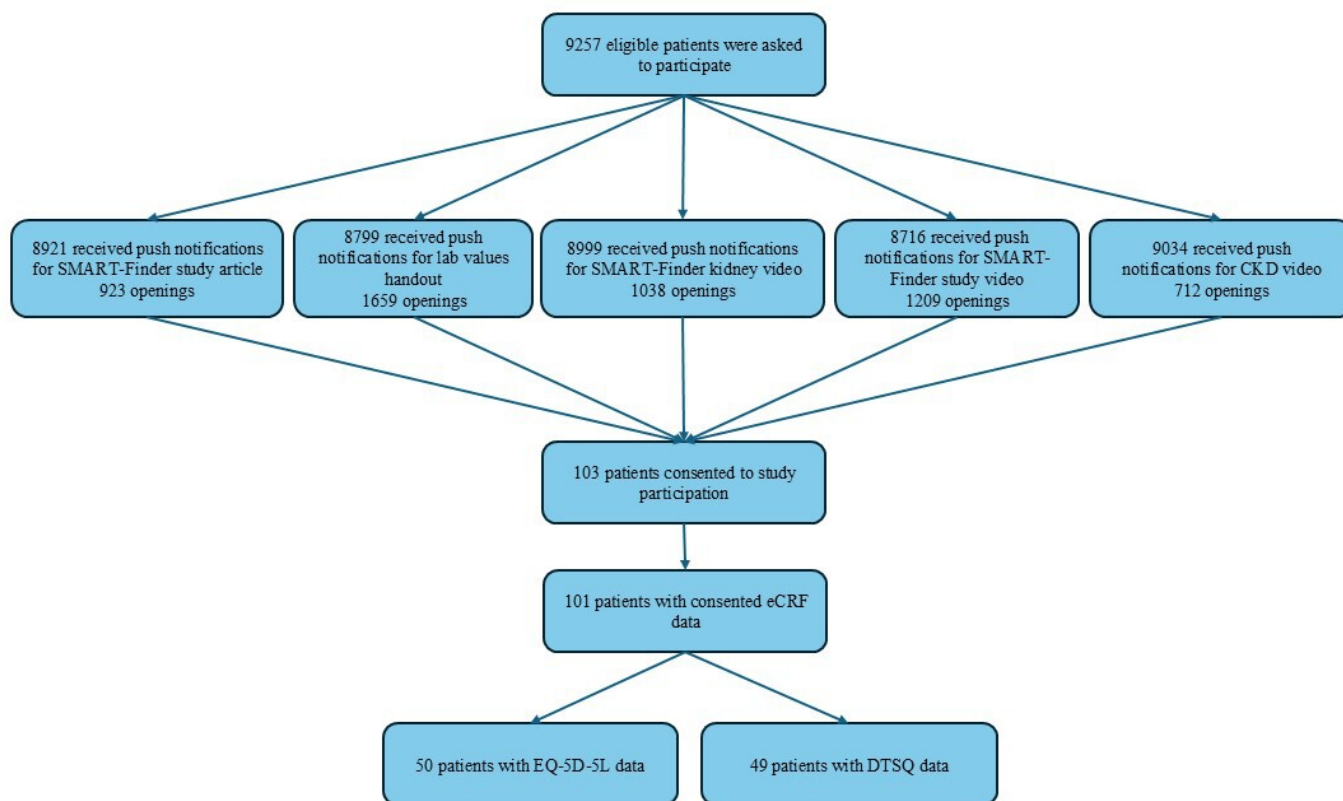 9257 eligible patients were asked
to participate
8921 received push notifications
for SMART-Finder study article
923 openings
8799 received push
notifications for lab values
handout
1659 openings
8999 received push notifications
for SMART-Finder kidney video
1038 openings
8716 received push
notifications for SMART-
Finder study video
1209 openings
9034 received push
notifications for CKD video
712 openings
103 patients consented to study
participation
101 patients with consented eCRF
data
50 patients with EQ-5D-5L data
49 patients with DTSQ data